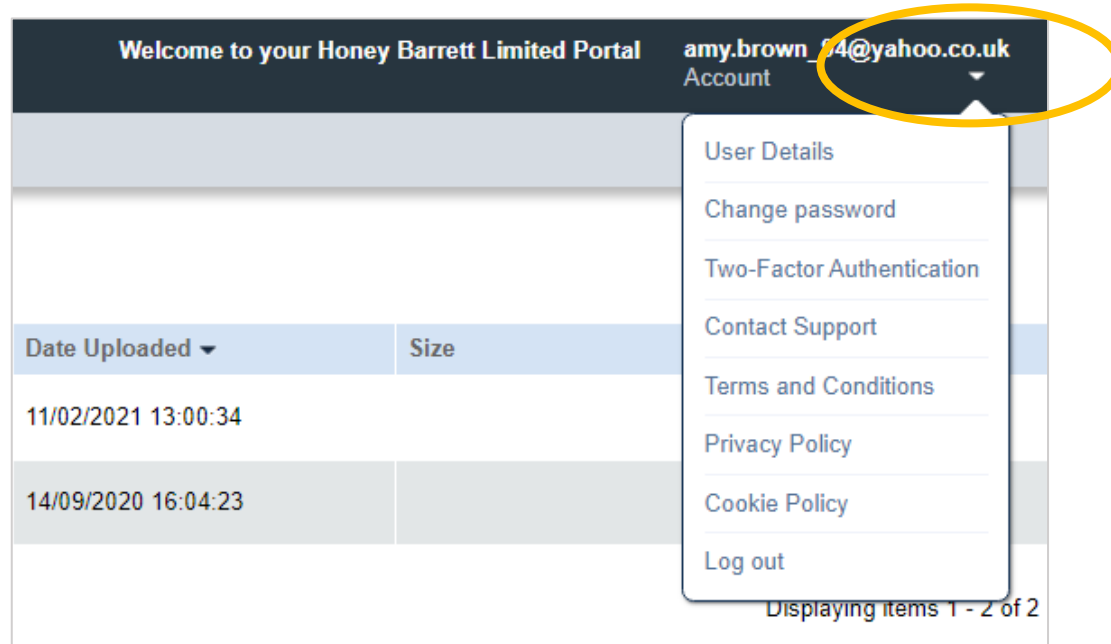 Welcome to your Honey Barrett Limited Portal
amy.brown_94@yahoo.co.uk
Account
User Details
Change password
Two-Factor Authentication
Contact Support
Terms and Conditions
Privacy Policy
Cookie Policy
Log out
Date Uploaded
Size
11/02/2021 13:00:34
14/09/2020 16:04:23
Displaying items 1 - 2 of 2